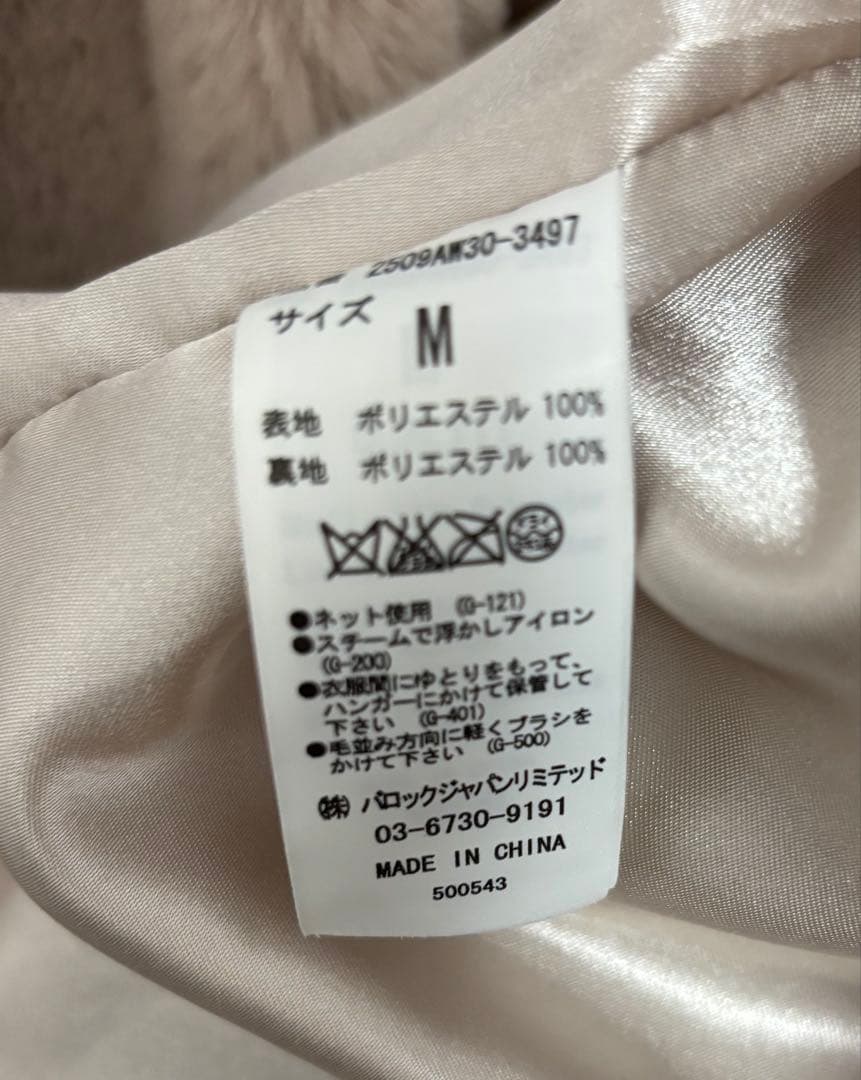 2509AW30-3497
サイズ M
表地 ポリエステル 100%
裏地 ポリエステル 100%
●ネット使用 (G-121)
●スチームで浮かしアイロン
(G-200)
●衣服間にゆとりをもって、
ハンガーにかけて保管して
下さい (G-401)
●毛並み方向に軽くブラシを
かけて下さい (G-500)
㈱ バロックジャパンリミテッド
03-6730-9191
MADE IN CHINA
500543